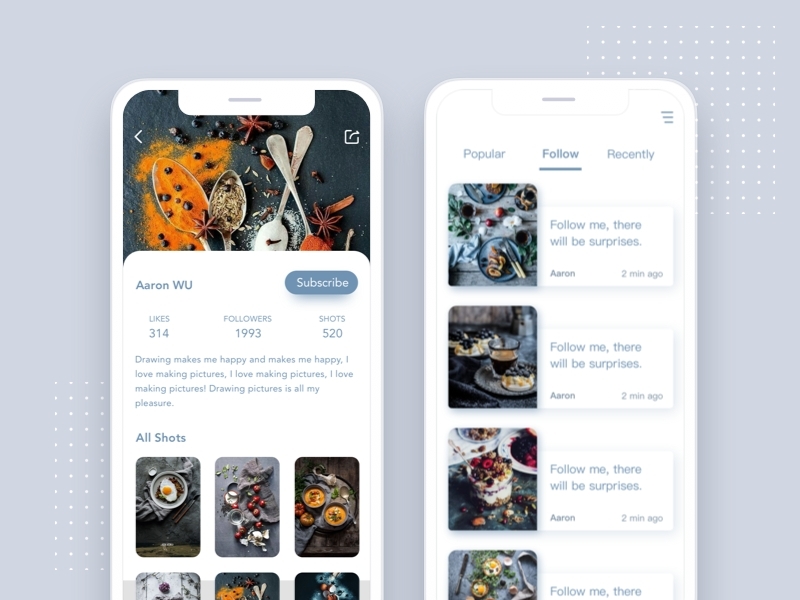 Aaron WU
Subscribe
LIKES
FOLLOWERS
SHOTS
314
1993
520
Drawing makes me happy and makes me happy, I
love making pictures, I love making pictures, I love
making pictures! Drawing pictures is all my
pleasure.
All Shots
Popular
Follow
Recently
Follow me, there
will be surprises.
Aaron
2 min ago
Follow me, there
will be surprises.
Aaron
2 min ago
Follow me, there
will be surprises.
Aaron
2 min ago
Follow me, there